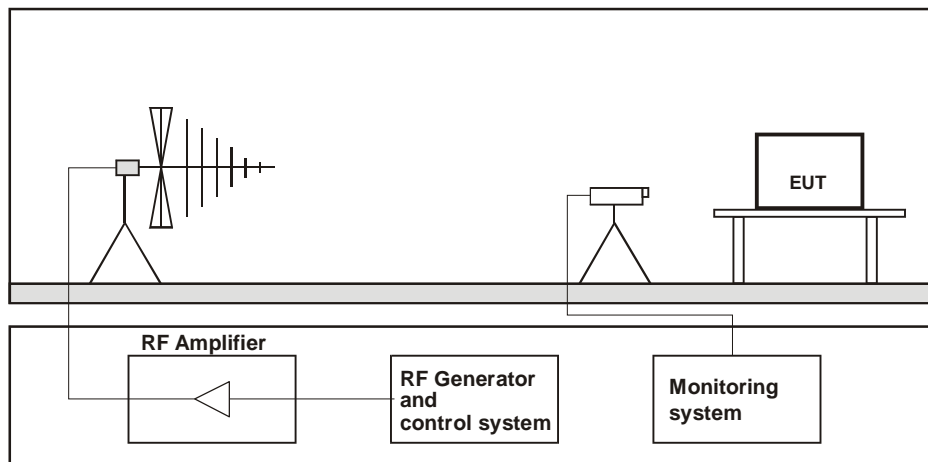 EUT
RF Amplifier
RF Generator
and
control system
Monitoring
system